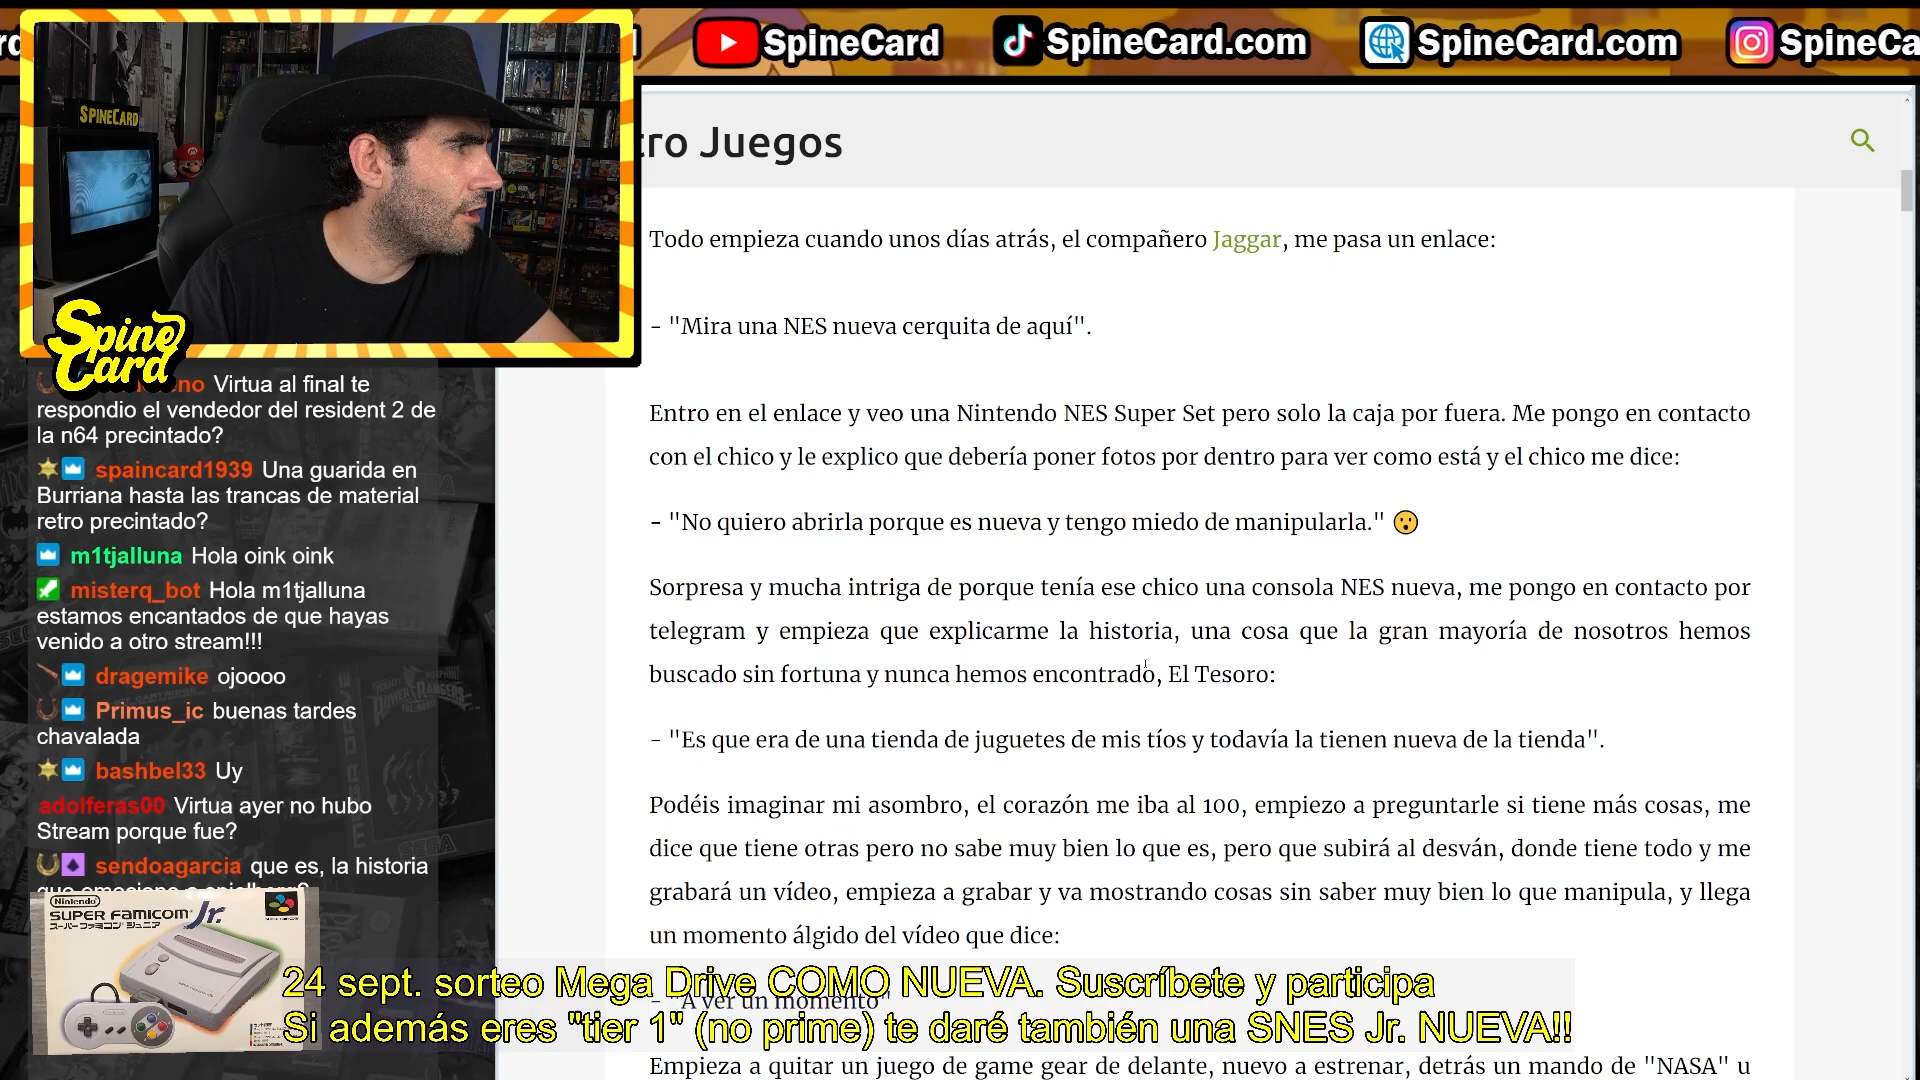 SpineCard
SpineCard.com
SpineCard.com
SpineCa
SPINECARD
Spine
Card
tro Juegos
Todo empieza cuando unos días atrás, el compañero Jaggar, me pasa un enlace:
- "Mira una NES nueva cerquita de aquí".
Entro en el enlace y veo una Nintendo NES Super Set pero solo la caja por fuera. Me pongo en contacto
con el chico y le explico que debería poner fotos por dentro para ver como está y el chico me dice:
- "No quiero abrirla porque es nueva y tengo miedo de manipularla." 😮
Sorpresa y mucha intriga de porque tenía ese chico una consola NES nueva, me pongo en contacto por
telegram y empieza que explicarme la historia, una cosa que la gran mayoría de nosotros hemos
buscado sin fortuna y nunca hemos encontrado, El Tesoro:
- "Es que era de una tienda de juguetes de mis tíos y todavía la tienen nueva de la tienda".
Podéis imaginar mi asombro, el corazón me iba al 100, empiezo a preguntarle si tiene más cosas, me
dice que tiene otras pero no sabe muy bien lo que es, pero que subirá al desván, donde tiene todo y me
grabará un vídeo, empieza a grabar y va mostrando cosas sin saber muy bien lo que manipula, y llega
un momento álgido del vídeo que dice:
- "A ver un momento"
Empieza a quitar un juego de game gear de delante, nuevo a estrenar, detrás un mando de "NASA" u
no Virtua al final te
respondio el vendedor del resident 2 de
la n64 precintado?
spaincard1939 Una guarida en
Burriana hasta las trancas de material
retro precintado?
m1tjalluna Hola oink oink
misterq_bot Hola m1tjalluna
estamos encantados de que hayas
venido a otro stream!!!
dragemike ojoooo
Primus_ic buenas tardes
chavalada
bashbel33 Uy
adolferas00 Virtua ayer no hubo
Stream porque fue?
sendoagarcia que es, la historia
Nintendo
SUPER FAMICOM Jr.
スーパーファミコン ジュニア
24 sept. sorteo Mega Drive COMO NUEVA. Suscríbete y participa
Si además eres "tier 1" (no prime) te daré también una SNES Jr. NUEVA!!